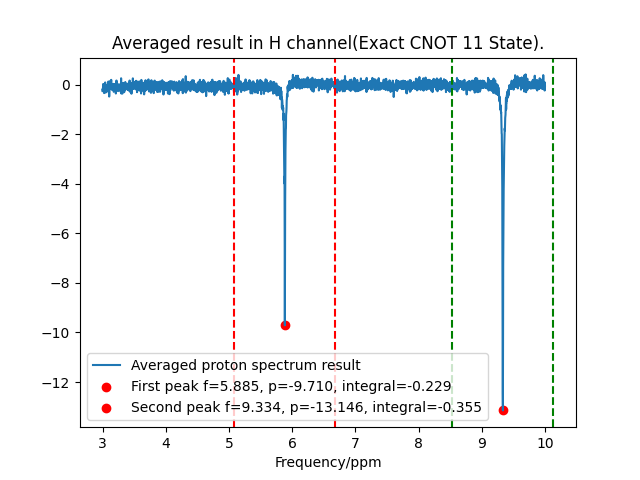 Averaged result in H channel(Exact CNOT 11 State).
0
−2
−4
−6
−8
−10
−12
Averaged proton spectrum result
First peak f=5.885, p=-9.710, integral=-0.229
Second peak f=9.334, p=-13.146, integral=-0.355
3 4 5 6 7 8 9 10
Frequency/ppm